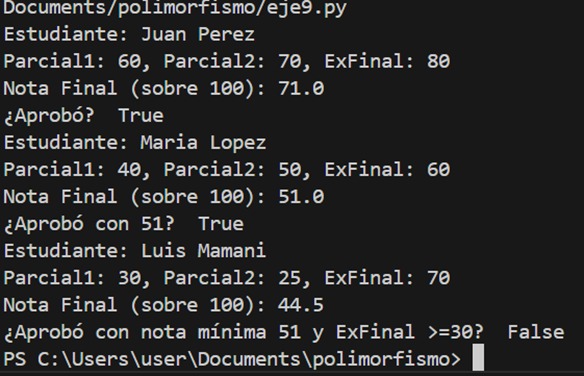 Documents/polimorfismo/eje9.py
Estudiante: Juan Perez
Parcial1: 60, Parcial2: 70, ExFinal: 80
Nota Final (sobre 100): 71.0
¿Aprobó?  True
Estudiante: Maria Lopez
Parcial1: 40, Parcial2: 50, ExFinal: 60
Nota Final (sobre 100): 51.0
¿Aprobó con 51?  True
Estudiante: Luis Mamani
Parcial1: 30, Parcial2: 25, ExFinal: 70
Nota Final (sobre 100): 44.5
¿Aprobó con nota mínima 51 y ExFinal >=30?  False
PS C:\Users\user\Documents\polimorfismo>